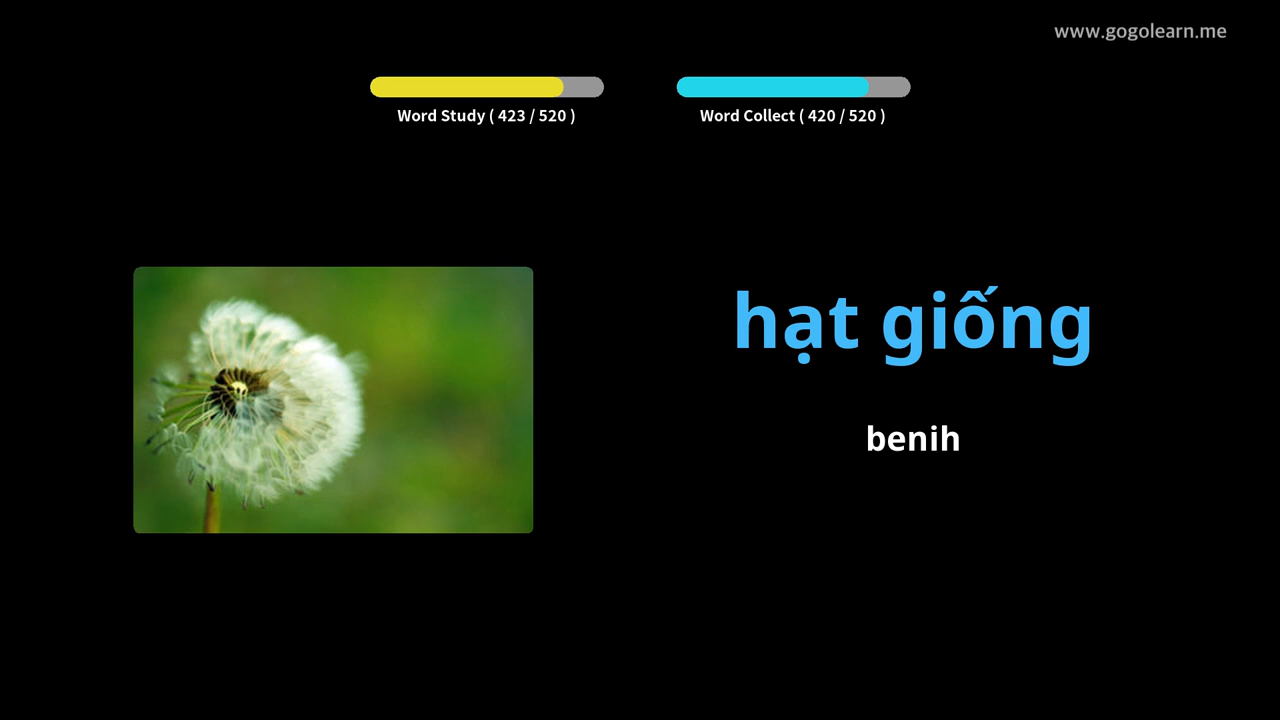 www.gogolearn.me
Word Study ( 423 / 520 )
Word Collect ( 420 / 520 )
hạt giống
benih